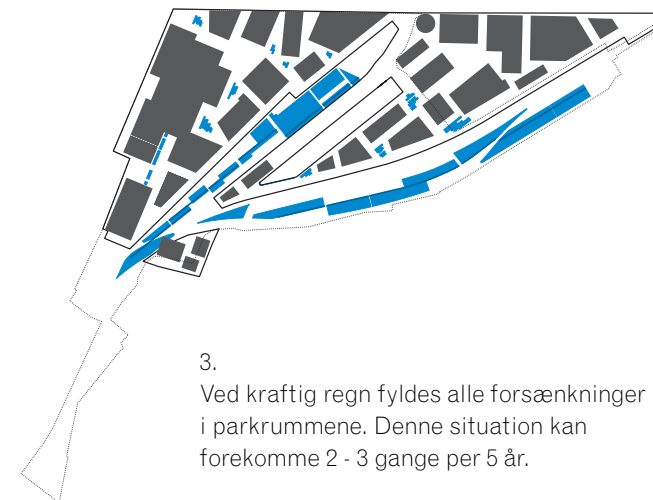 3.
Ved kraftig regn fyldes alle forsænkninger
i parkrummene. Denne situation kan
forekomme 2 - 3 gange per 5 år.